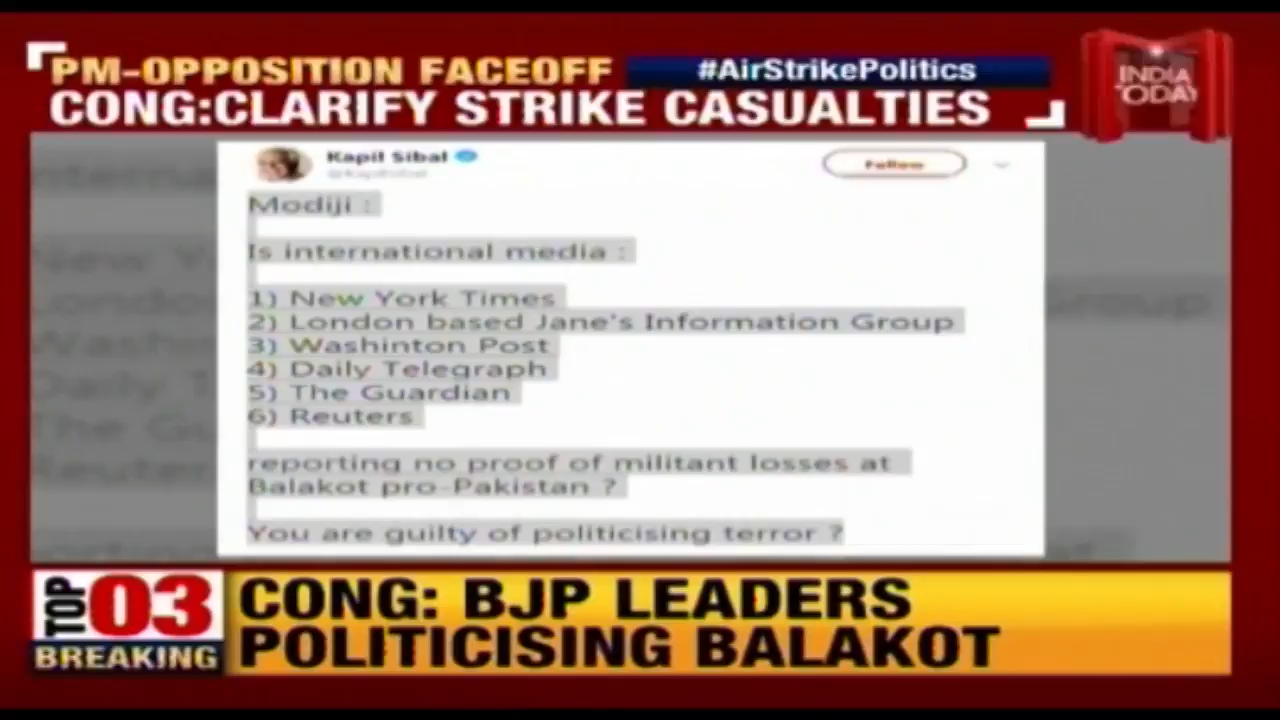 PM-OPPOSITION FACEOFF
#AirStrikePolitics
CONG:CLARIFY STRIKE CASUALTIES
INDIA
TODAY
Kapil Sibal
@KapilSibal
Follow
Modiji :
Is international media :
1) New York Times
2) London based Jane's Information Group
3) Washinton Post
4) Daily Telegraph
5) The Guardian
6) Reuters
reporting no proof of militant losses at
Balakot pro-Pakistan ?
You are guilty of politicising terror ?
TOP 03
BREAKING
CONG: BJP LEADERS
POLITICISING BALAKOT